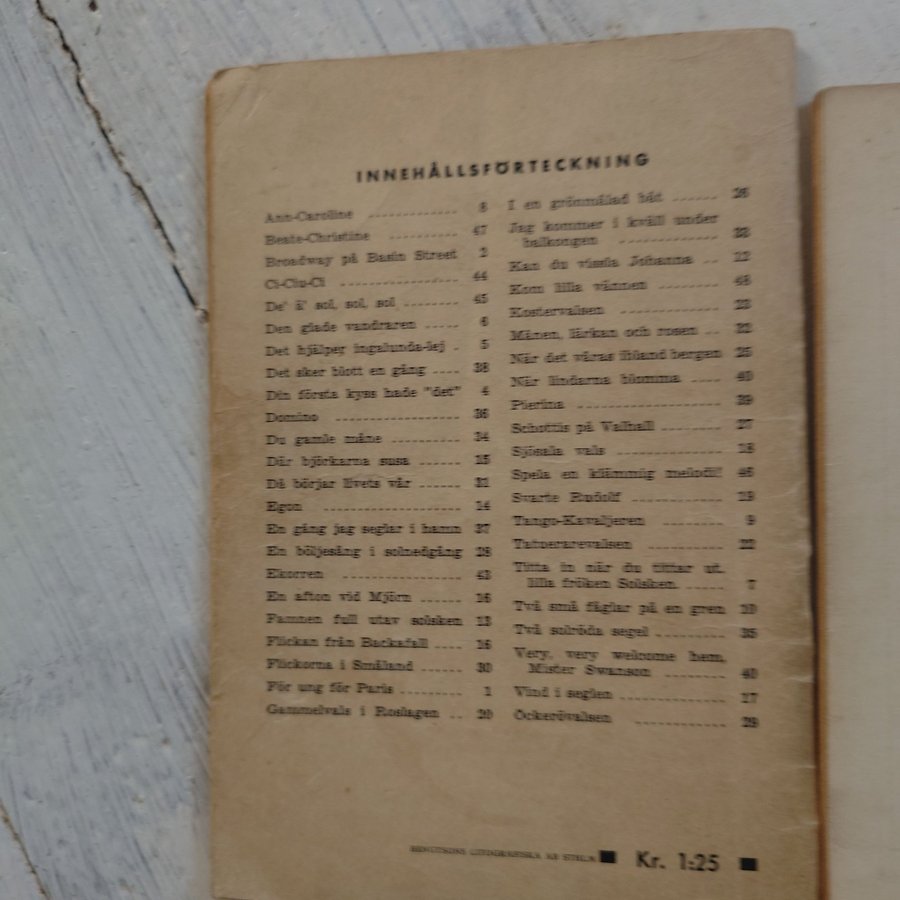 INNEHÅLLSFÖRTECKNING
Ann-Caroline 8
Beate-Christine 47
Broadway på Basin Street 2
Ci-Ciu-Ci 44
De' ä' sol, sol, sol 45
Den glade vandraren 6
Det hjälper ingalunda-lej 5
Det sker blott en gång 38
Din första kyss hade "det" 4
Domino 36
Du gamle måne 34
Där björkarna susa 15
Då börjar livets vår 31
Egon 14
En gång jag seglar i hamn 37
En böljesång i solnedgång 28
Ekorren 43
En afton vid Mjörn 16
Famnen full utav solsken 13
Flickan från Backafall 16
Flickorna i Småland 30
För ung för Paris 1
Gammelvals i Roslagen 20
I en grönmålad båt 26
Jag kommer i kväll under
balkongen
Kan du vissla Johanna 12
Kom lilla vännen 48
Kostervalsen
Månen, lärkan och rosen
När det våras ibland bergen 25
När lindarna blomma 40
Pierina 39
Schottis på Valhall 27
Sjösala vals 18
Spela en klämmig melodi! 46
Svarte Rudolf 19
Tango-Kavaljeren 9
Tattarevalsen 22
Titta in när du tittar ut,
lilla fröken Solsken 7
Två små fåglar på en gren 10
Två solröda segel 35
Very, very welcome hem,
Mister Swanson
Vind i seglen 17
Öckerövalsen 29
LITOGRAFISKA AB STHLM
Kr. 1:25